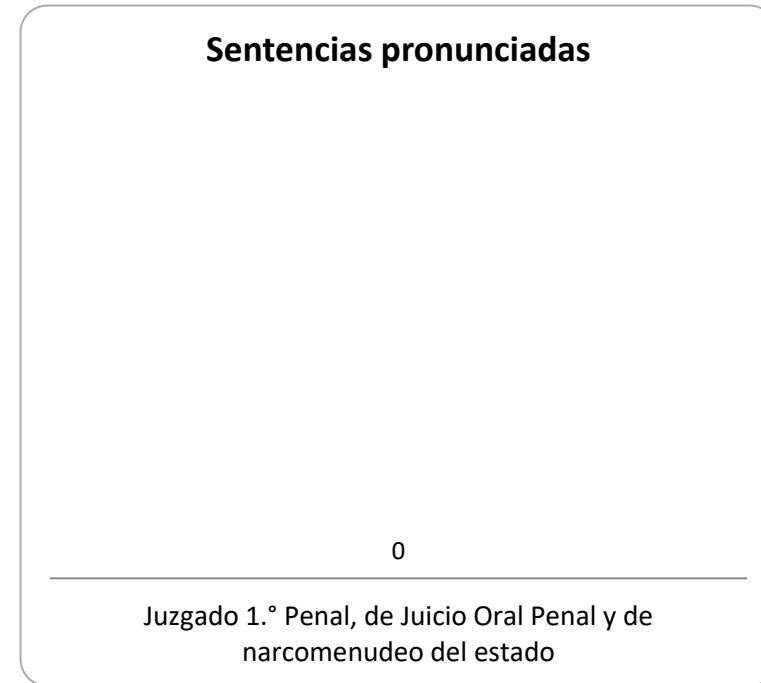 Sentencias pronunciadas
0
Juzgado 1.° Penal, de Juicio Oral Penal y de
narcomenudeo del estado